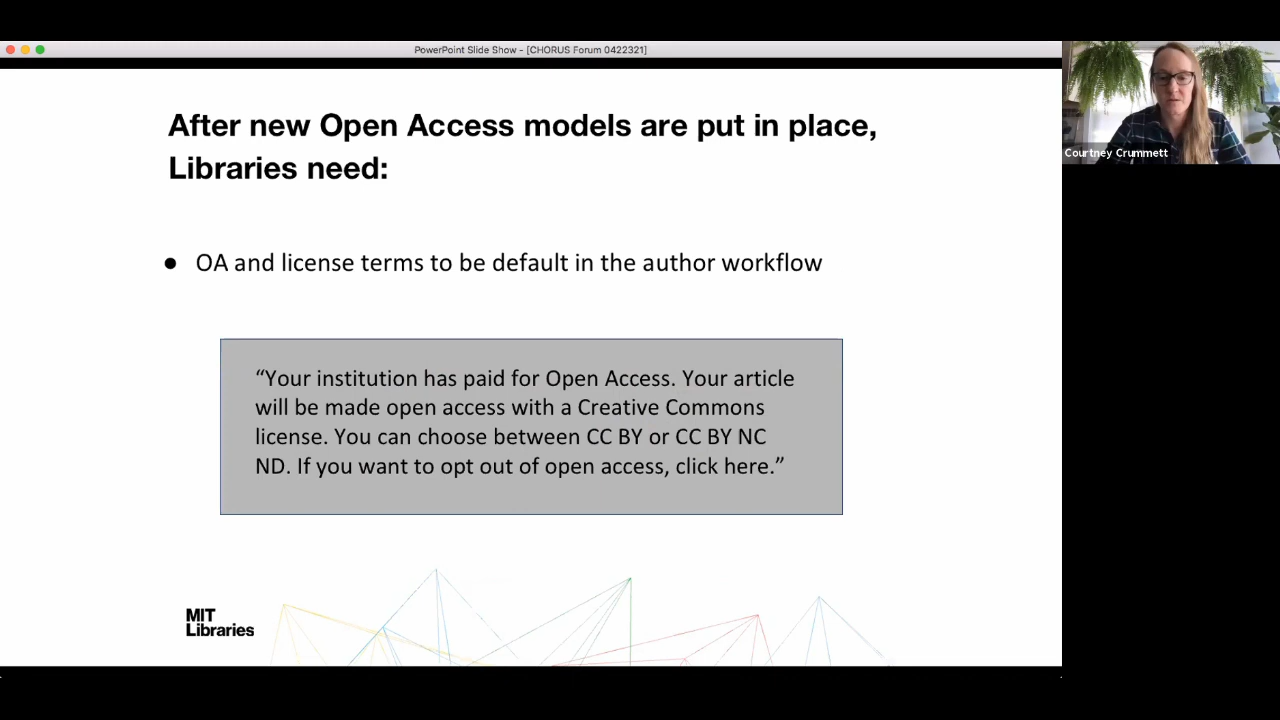 PowerPoint Slide Show - [CHORUS Forum 0422321]
After new Open Access models are put in place,
Libraries need:
● OA and license terms to be default in the author workflow
“Your institution has paid for Open Access. Your article
will be made open access with a Creative Commons
license. You can choose between CC BY or CC BY NC
ND. If you want to opt out of open access, click here.”
MIT
Libraries
Courtney Crummett